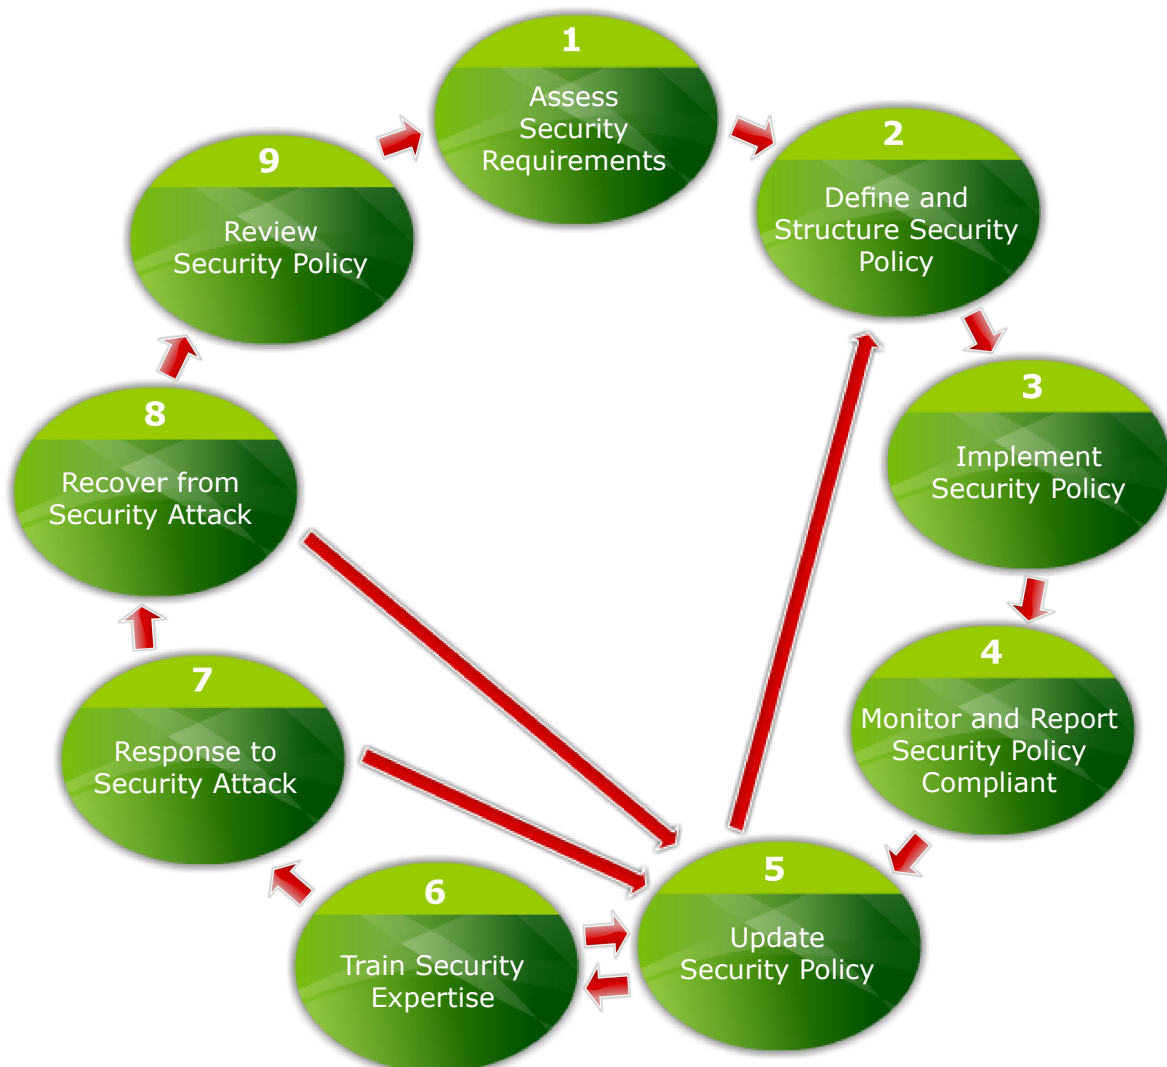 1
Assess
Security
Requirements
2
Define and
Structure Security
Policy
3
Implement
Security Policy
4
Monitor and Report
Security Policy
Compliant
5
Update
Security Policy
6
Train Security
Expertise
7
Response to
Security Attack
8
Recover from
Security Attack
9
Review
Security Policy